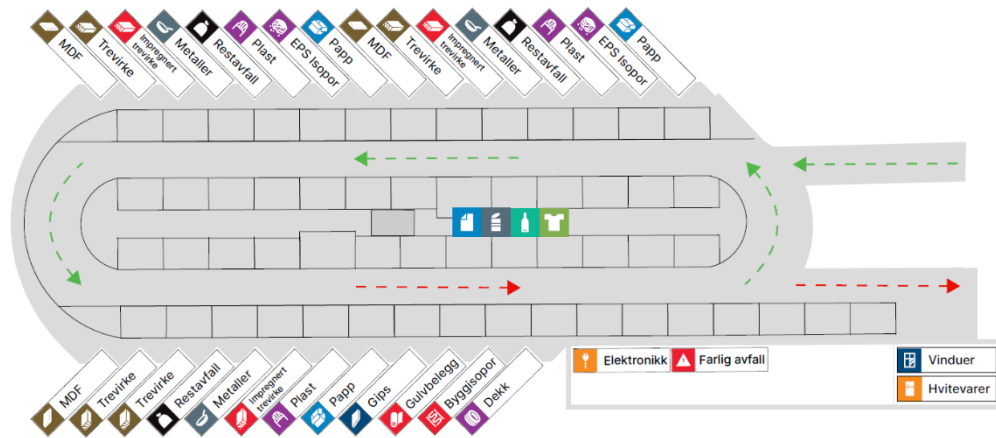 MDF
Trevirke
Impregnert
trevirke
Metaller
Restavfall
Plast
EPS Isopor
Papp
MDF
Trevirke
Impregnert
trevirke
Metaller
Restavfall
Plast
EPS Isopor
Papp
MDF
Trevirke
Trevirke
Restavfall
Metaller
Impregnert
trevirke
Plast
Papp
Gips
Gulvbelegg
Byggisopor
Dekk
Elektronikk
Farlig avfall
Vinduer
Hvitevarer